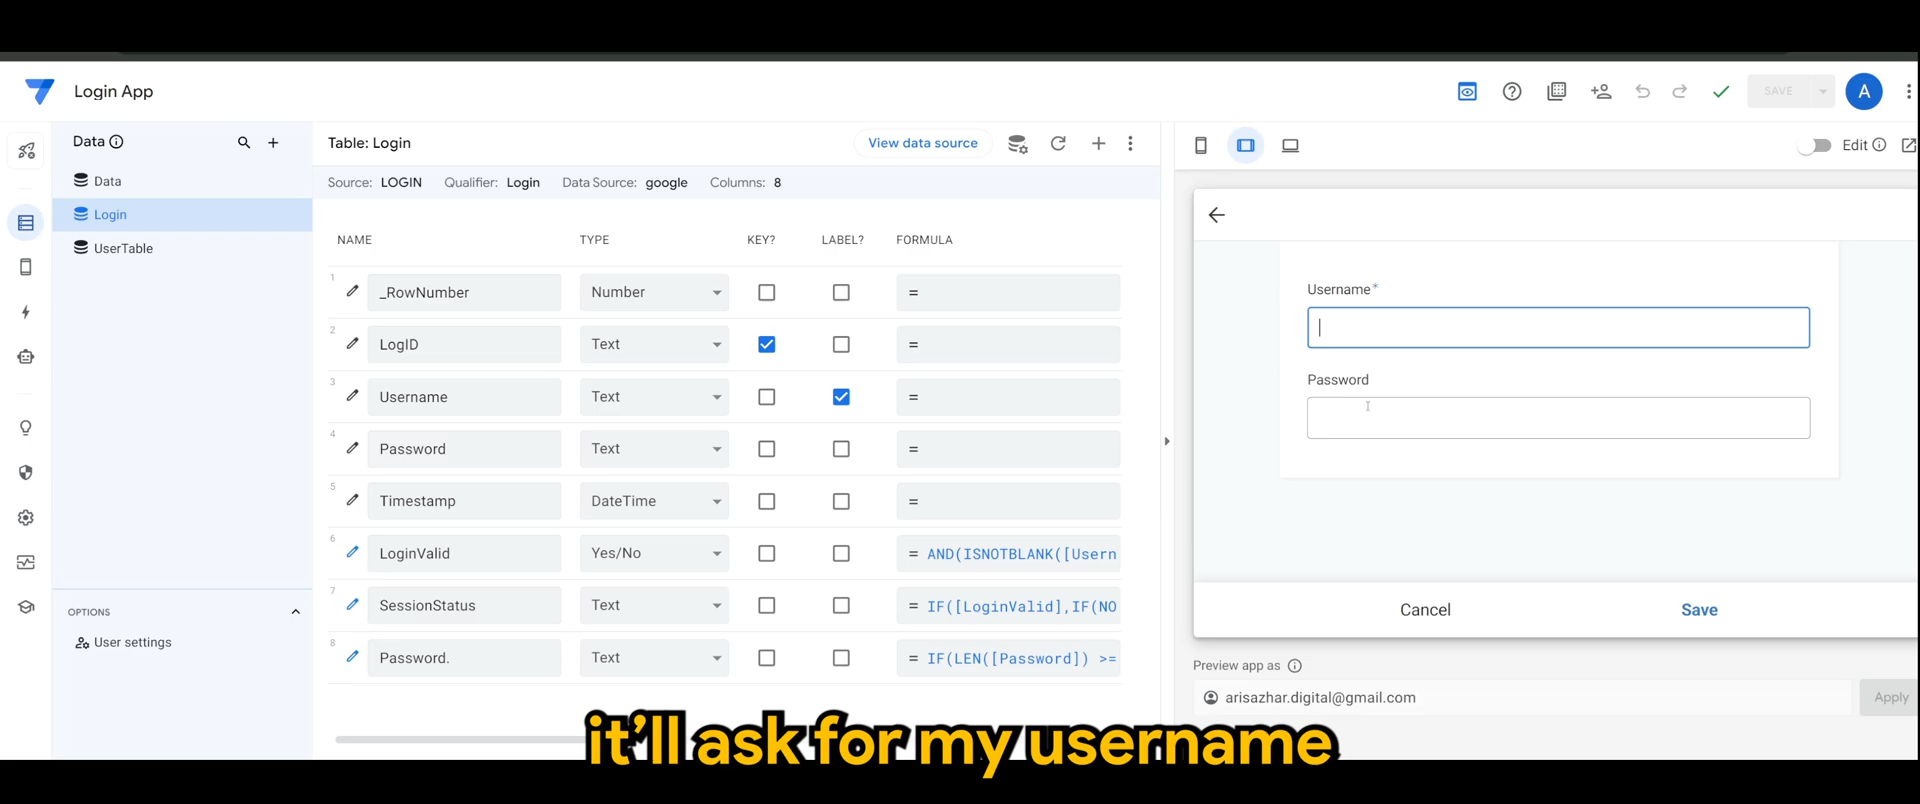 Login App
SAVE
A
Data
Data
Login
UserTable
OPTIONS
User settings
Table: Login
View data source
Source: LOGIN Qualifier: Login Data Source: google Columns: 8
NAME TYPE KEY? LABEL? FORMULA
1 _RowNumber Number =
2 LogID Text =
3 Username Text =
4 Password Text =
5 Timestamp DateTime =
6 LoginValid Yes/No = AND(ISNOTBLANK([Usern
7 SessionStatus Text = IF([LoginValid],IF(NO
8 Password. Text = IF(LEN([Password]) >=
Edit
Username*
Password
Cancel Save
Preview app as
arisazhar.digital@gmail.com Apply
it'll ask for my username